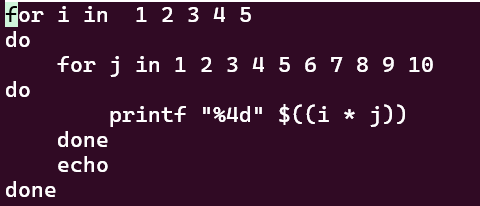 for i in  1 2 3 4 5
do
    for j in 1 2 3 4 5 6 7 8 9 10
do
        printf "%4d" $((i * j))
    done
    echo
done